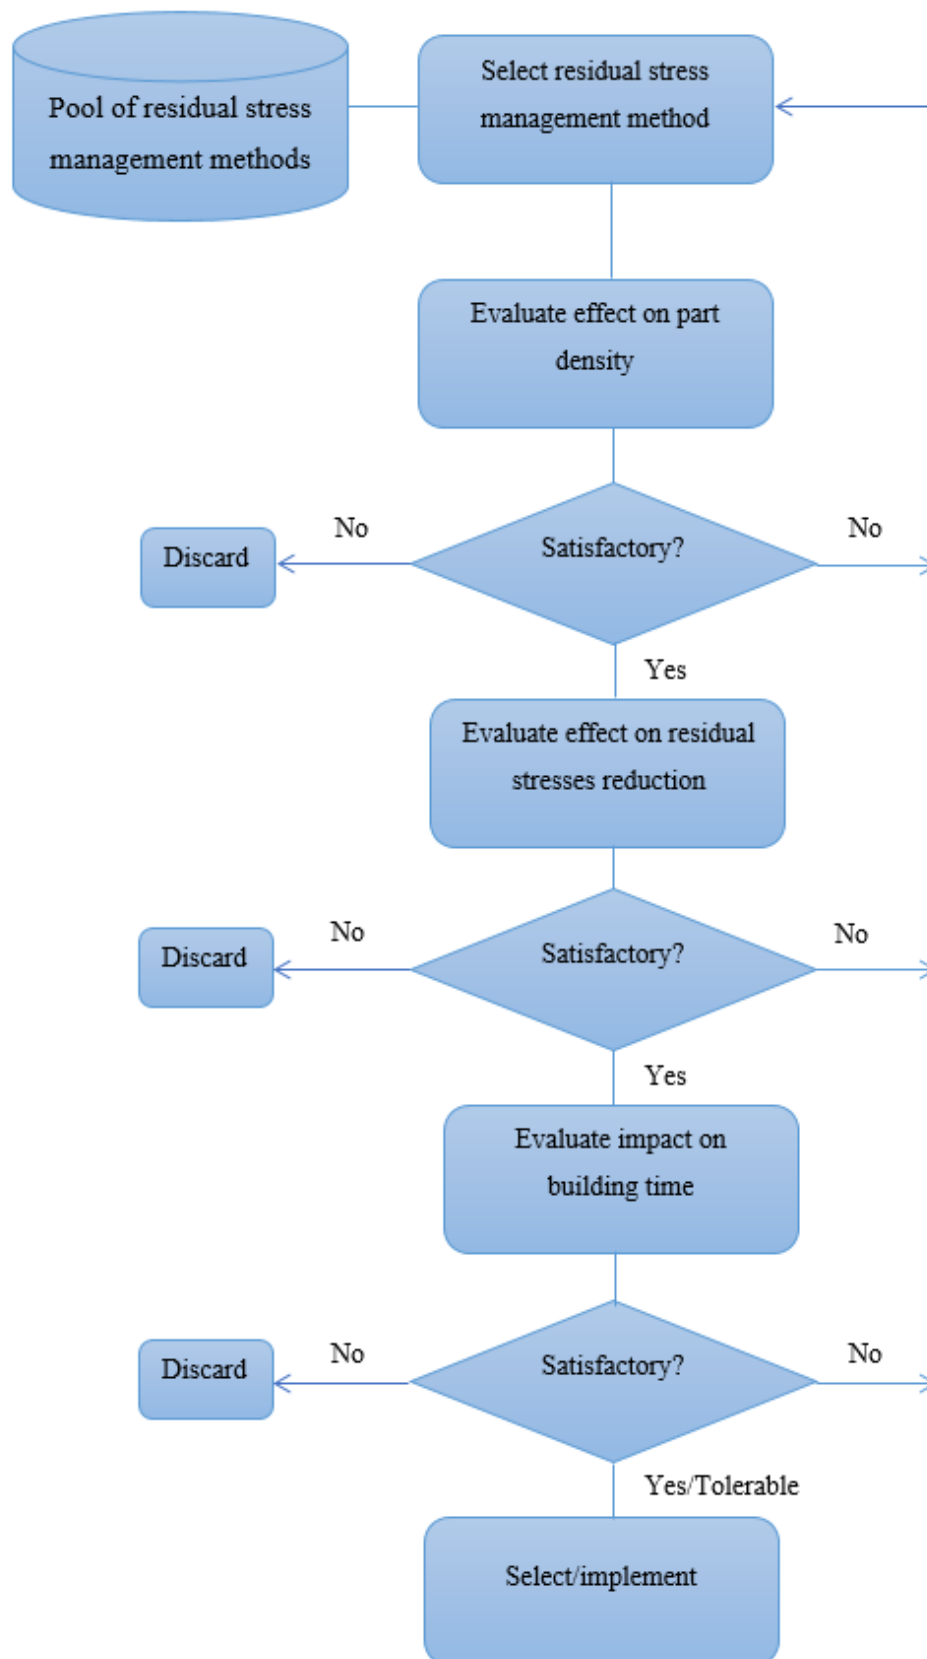 Pool of residual stress
management methods
Select residual stress
management method
Evaluate effect on part
density
No
Discard
Satisfactory?
No
Yes
Evaluate effect on residual
stresses reduction
No
Discard
Satisfactory?
No
Yes
Evaluate impact on
building time
No
Discard
Satisfactory?
No
Yes/Tolerable
Select/implement